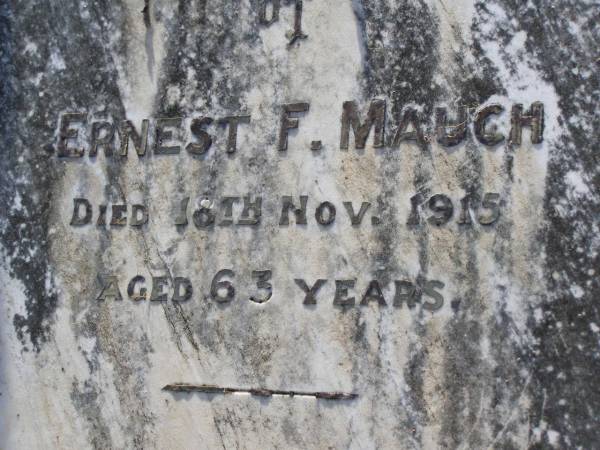 Ernest F. Mauch
Died 18th Nov. 1915
Aged 63 years.